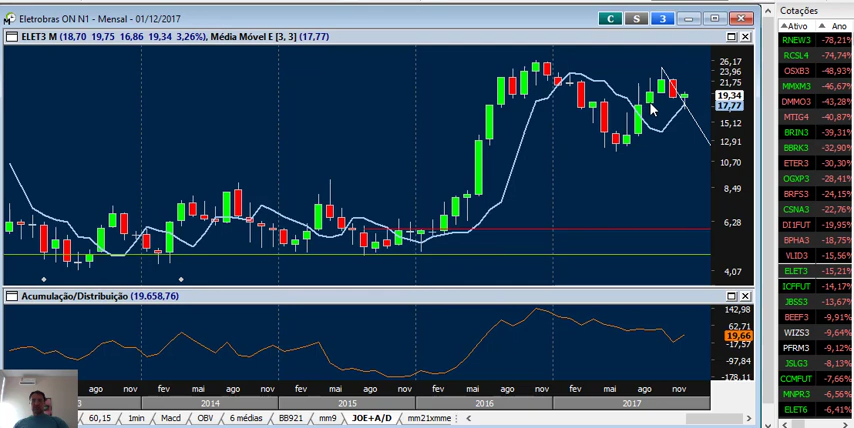 Eletrobras ON N1 - Mensal - 01/12/2017
C S 3
ELET3 M (18,70 19,75 16,86 19,34 3,26%), Média Móvel E [3, 3] (17,77)
26,17
23,96
21,75
19,34
17,77
15,12
12,91
10,70
8,49
6,28
4,07
Acumulação/Distribuição (19.658,76)
142,98
62,71
19,66
-17,57
-97,84
-178,11
ago nov fev mai ago nov fev mai ago nov fev mai ago nov fev mai ago nov
3 2014 2015 2016 2017
60,15 1min Macd OBV 6 médias BB921 mm9 JOE+A/D mm21xmme
Cotações
Ativo Ano
RNEW3 -78,21%
RCSL4 -74,74%
OSXB3 -48,93%
MMXM3 -46,67%
DMMO3 -43,28%
MTIG4 -40,87%
BRIN3 -39,31%
BBRK3 -32,90%
ETER3 -30,30%
OGXP3 -28,41%
BRFS3 -24,15%
CSNA3 -22,76%
DI1FUT -19,95%
BPHA3 -18,75%
VLID3 -15,56%
ELET3 -15,21%
ICFFUT -14,17%
JBSS3 -13,67%
BEEF3 -9,91%
WIZS3 -9,64%
PFRM3 -9,12%
JSLG3 -8,13%
CCMFUT -7,66%
MNPR3 -6,56%
ELET6 -6,41%